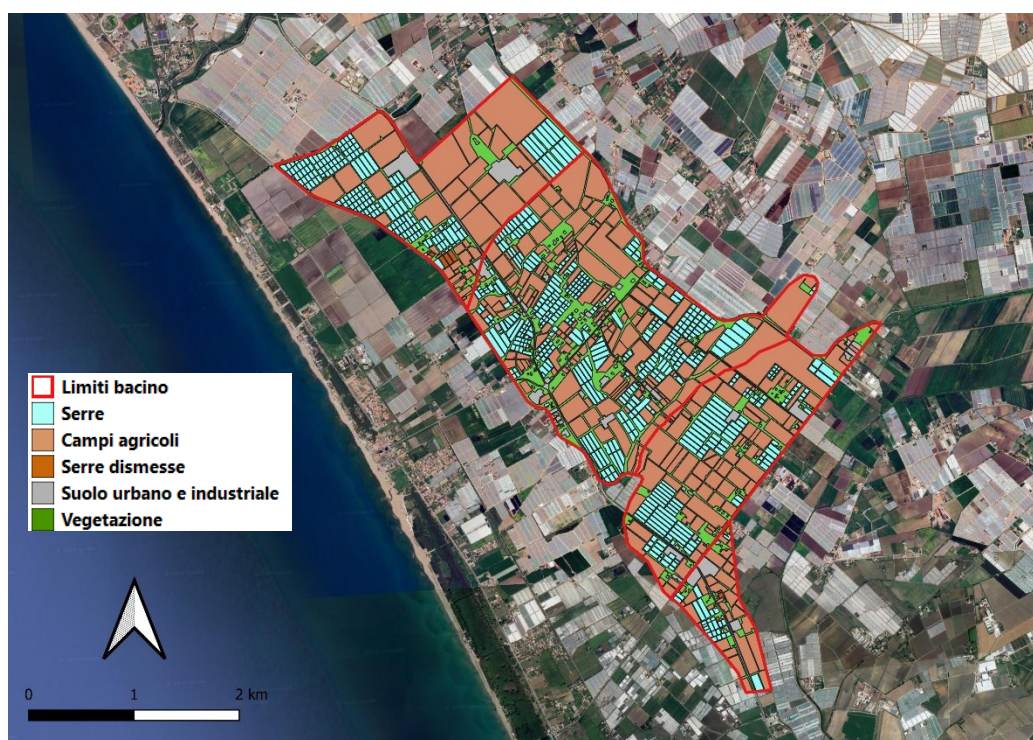 Limiti bacino
Serre
Campi agricoli
Serre dismesse
Suolo urbano e industriale
Vegetazione
0 1 2 km